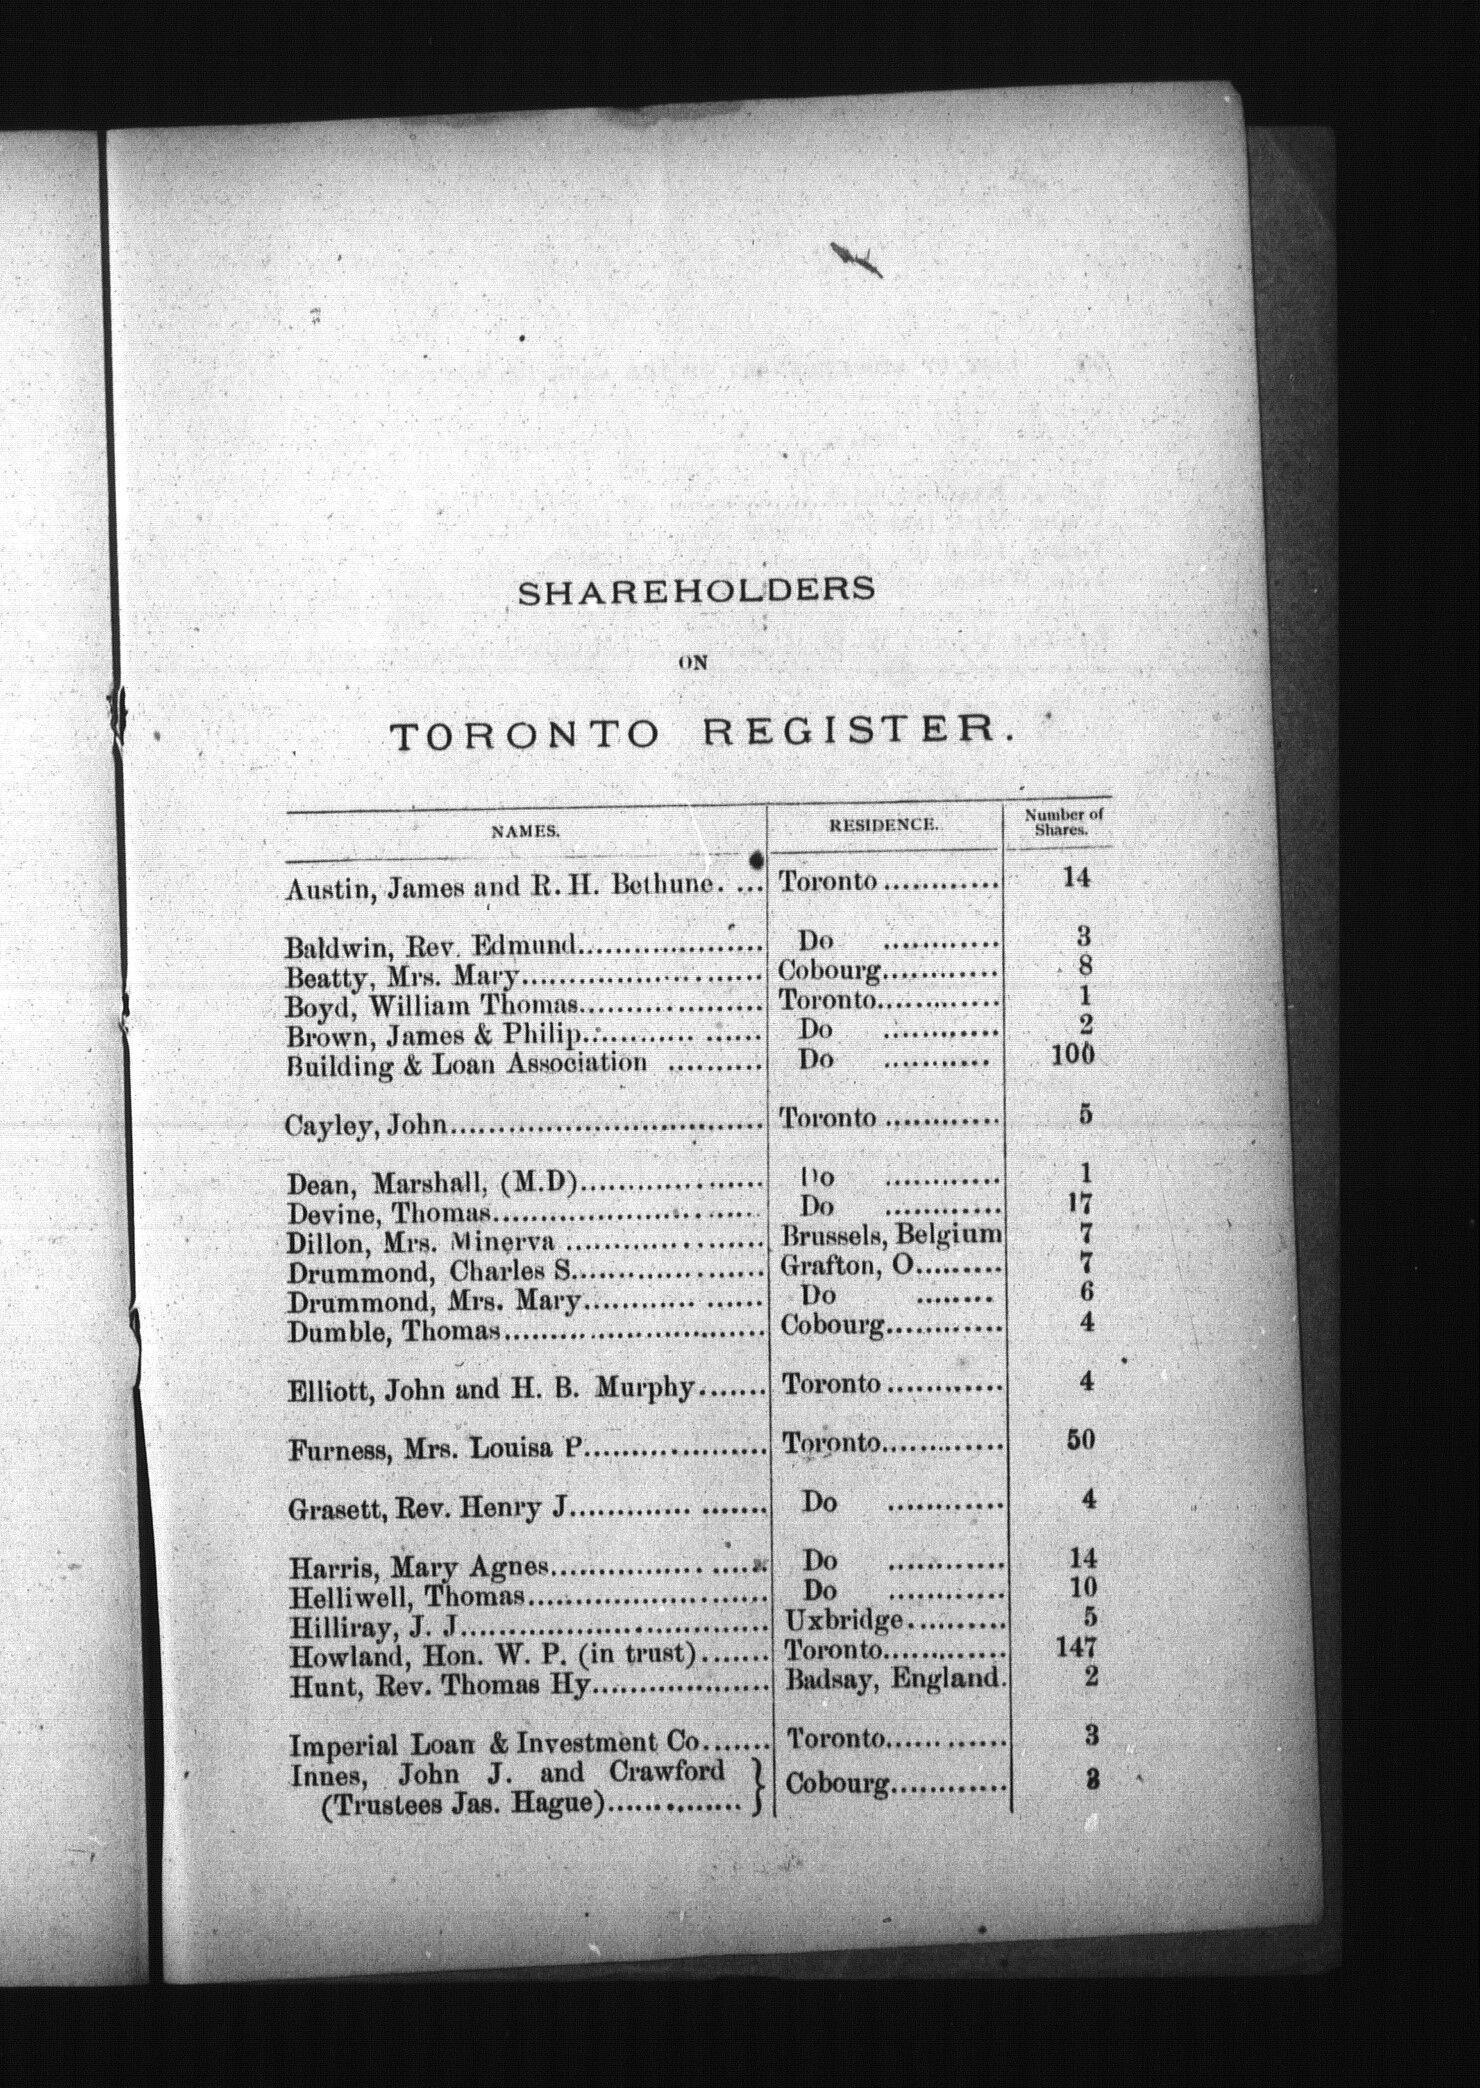 SHAREHOLDERS
ON
TORONTO REGISTER.
NAMES. RESIDENCE. Number of Shares.
Austin, James and R. H. Bethune.... Toronto............ 14
Baldwin, Rev. Edmund.................... Do ............ 3
Beatty, Mrs. Mary.......................... Cobourg............ 8
Boyd, William Thomas.................... Toronto............. 1
Brown, James & Philip.................... Do ............ 2
Building & Loan Association .......... Do ........... 100
Cayley, John................................. Toronto ............ 5
Dean, Marshall, (M.D).................... Do ............ 1
Devine, Thomas............................ Do ............ 17
Dillon, Mrs. Minerva ..................... Brussels, Belgium 7
Drummond, Charles S..................... Grafton, O......... 7
Drummond, Mrs. Mary.................. Do ........ 6
Dumble, Thomas........................... Cobourg............ 4
Elliott, John and H. B. Murphy....... Toronto ............ 4
Furness, Mrs. Louisa P................... Toronto............. 50
Grasett, Rev. Henry J.................... Do ............ 4
Harris, Mary Agnes...................... Do ............ 14
Helliwell, Thomas......................... Do ............ 10
Hilliray, J. J................................ Uxbridge.......... 5
Howland, Hon. W. P. (in trust)....... Toronto............. 147
Hunt, Rev. Thomas Hy................... Badsay, England. 2
Imperial Loan & Investment Co....... Toronto............ 3
Innes, John J. and Crawford }
(Trustees Jas. Hague).............. } Cobourg............